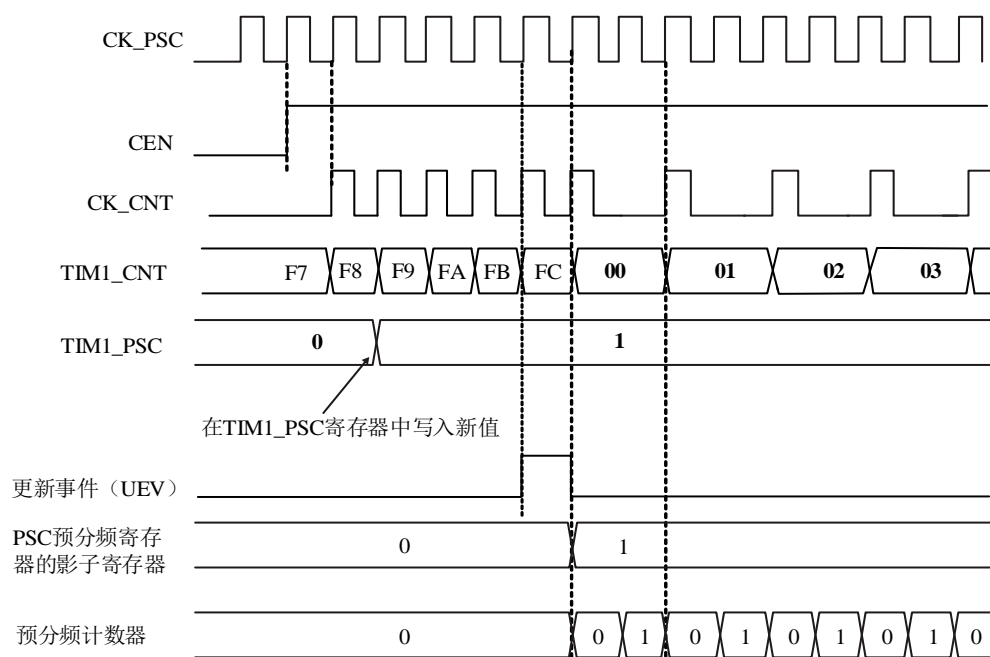 CK_PSC
CEN
CK_CNT
TIM1_CNT F7 F8 F9 FA FB FC 00 01 02 03
TIM1_PSC 0 1
在TIM1_PSC寄存器中写入新值
更新事件（UEV）
PSC预分频寄存
器的影子寄存器 0 1
预分频计数器 0 0 1 0 1 0 1 0 1 0